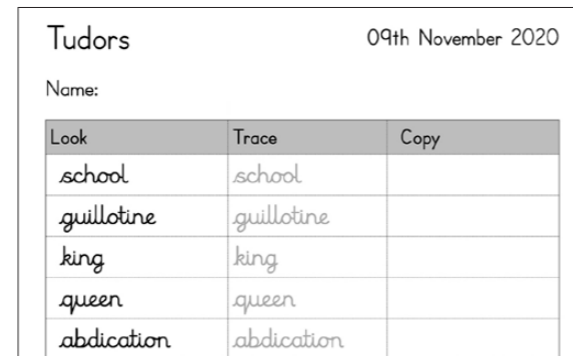 Tudors 09th November 2020
Name:
Look Trace Copy
school school
guillotine guillotine
king king
queen queen
abdication abdication